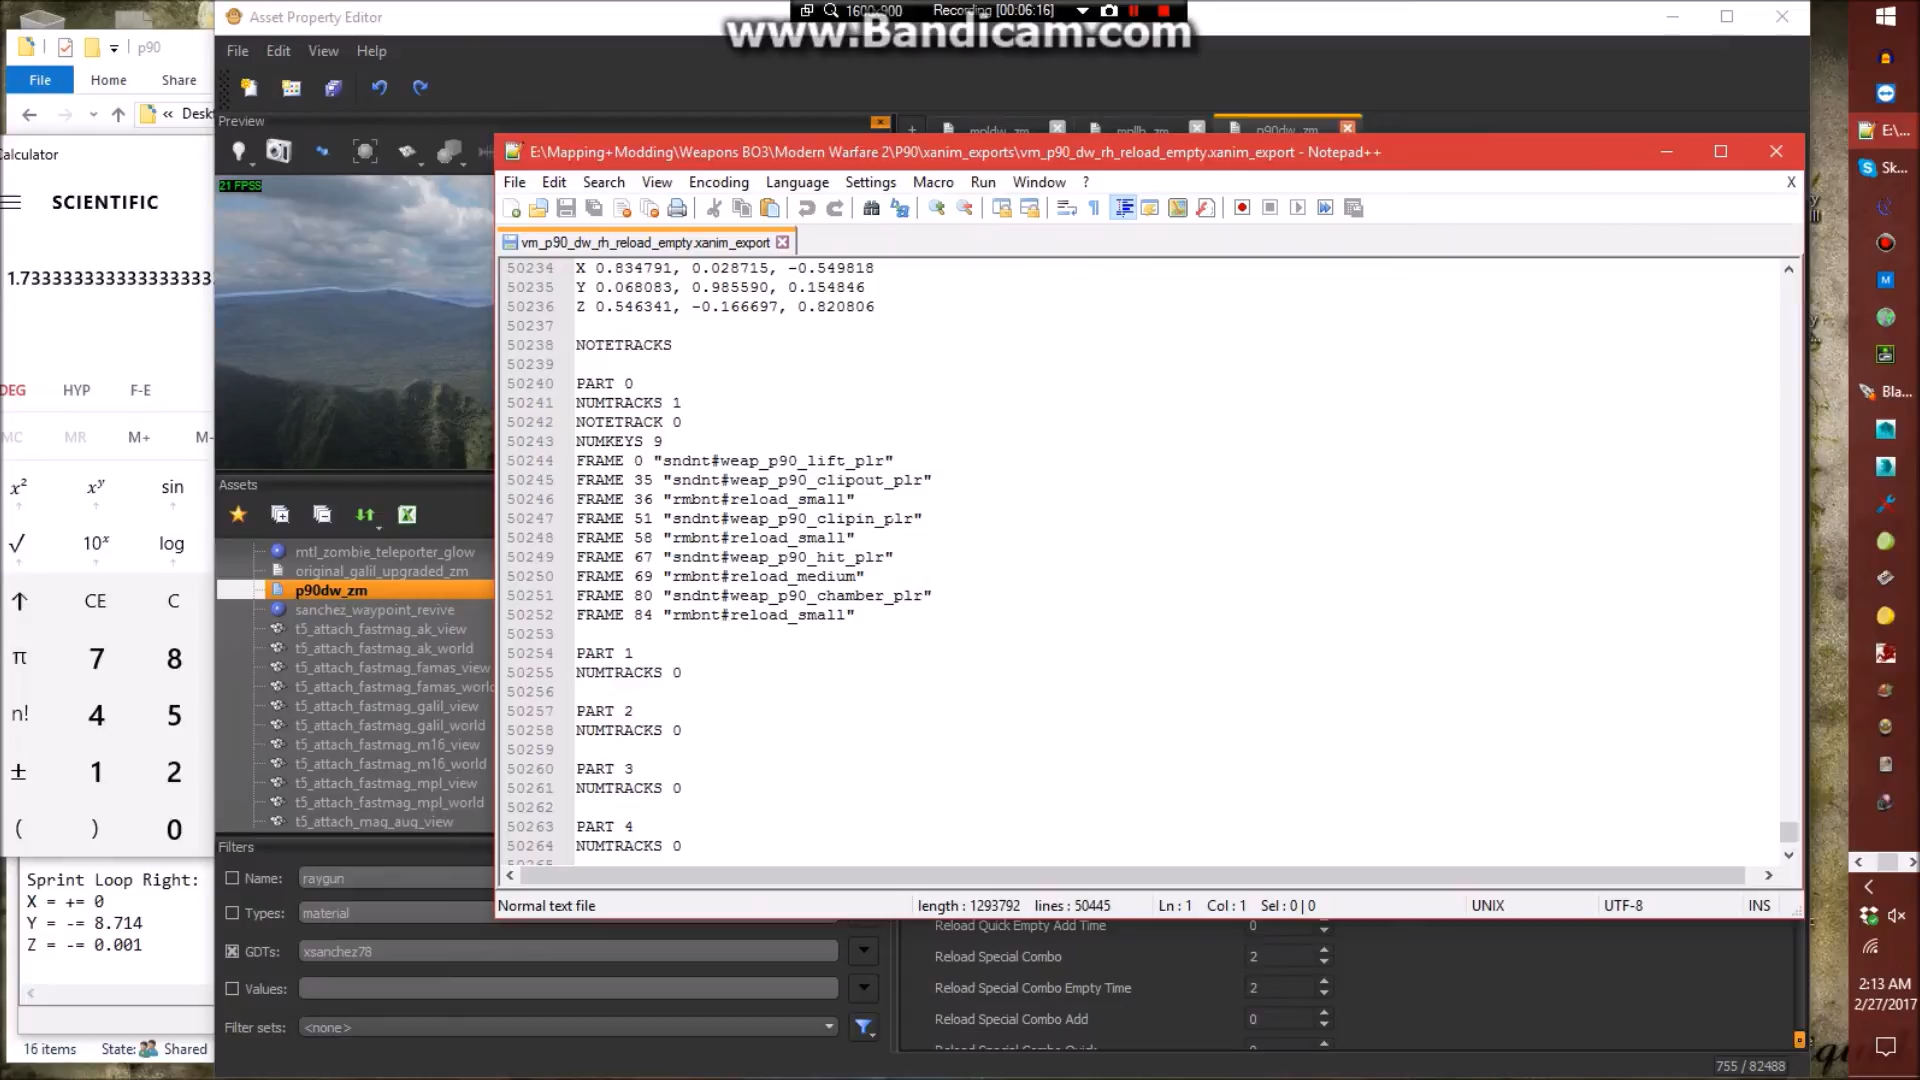 1600x900
Recording [00:06:16]
www.Bandicam.com
p90
File
Home
Share
«
Calculator
SCIENTIFIC
1.7333333333333333333.
DEG
HYP
F-E
MC
MR
M+
M-
x²
xʸ
sin
√
10ˣ
log
CE
C
π
7
8
n!
4
5
±
1
2
(
)
0
Sprint Loop Right:
X = += 0
Y = -= 8.714
Z = -= 0.001
16 items
State:
Shared
Asset Property Editor
File
Edit
View
Help
Preview
21 FPSS
p90dw_zm
Assets
mtl_zombie_teleporter_glow
original_galil_upgraded_zm
p90dw_zm
sanchez_waypoint_revive
t5_attach_fastmag_ak_view
t5_attach_fastmag_ak_world
t5_attach_fastmag_famas_view
t5_attach_fastmag_famas_world
t5_attach_fastmag_galil_view
t5_attach_fastmag_galil_world
t5_attach_fastmag_m16_view
t5_attach_fastmag_m16_world
t5_attach_fastmag_mpl_view
t5_attach_fastmag_mpl_world
t5_attach_mag_aug_view
Filters
Name:
raygun
Types:
material
GDTs:
xsanchez78
Values:
Filter sets:
<none>
E:\Mapping+Modding\Weapons BO3\Modern Warfare 2\P90\xanim_exports\vm_p90_dw_rh_reload_empty.xanim_export - Notepad++
File
Edit
Search
View
Encoding
Language
Settings
Macro
Run
Window
?
X
vm_p90_dw_rh_reload_empty.xanim_export
50234 X 0.834791, 0.028715, -0.549818
50235 Y 0.068083, 0.985590, 0.154846
50236 Z 0.546341, -0.166697, 0.820806
50237
50238 NOTETRACKS
50239
50240 PART 0
50241 NUMTRACKS 1
50242 NOTETRACK 0
50243 NUMKEYS 9
50244 FRAME 0 "sndnt#weap_p90_lift_plr"
50245 FRAME 35 "sndnt#weap_p90_clipout_plr"
50246 FRAME 36 "rmbnt#reload_small"
50247 FRAME 51 "sndnt#weap_p90_clipin_plr"
50248 FRAME 58 "rmbnt#reload_small"
50249 FRAME 67 "sndnt#weap_p90_hit_plr"
50250 FRAME 69 "rmbnt#reload_medium"
50251 FRAME 80 "sndnt#weap_p90_chamber_plr"
50252 FRAME 84 "rmbnt#reload_small"
50253
50254 PART 1
50255 NUMTRACKS 0
50256
50257 PART 2
50258 NUMTRACKS 0
50259
50260 PART 3
50261 NUMTRACKS 0
50262
50263 PART 4
50264 NUMTRACKS 0
50265
Normal text file
length : 1293792 lines : 50445
Ln : 1 Col : 1 Sel : 0 | 0
UNIX
UTF-8
INS
Reload Quick Empty Add Time
0
Reload Special Combo
2
Reload Special Combo Empty Time
2
Reload Special Combo Add
0
755 / 82488
E:\...
Sk...
Bla...
2:13 AM
2/27/2017